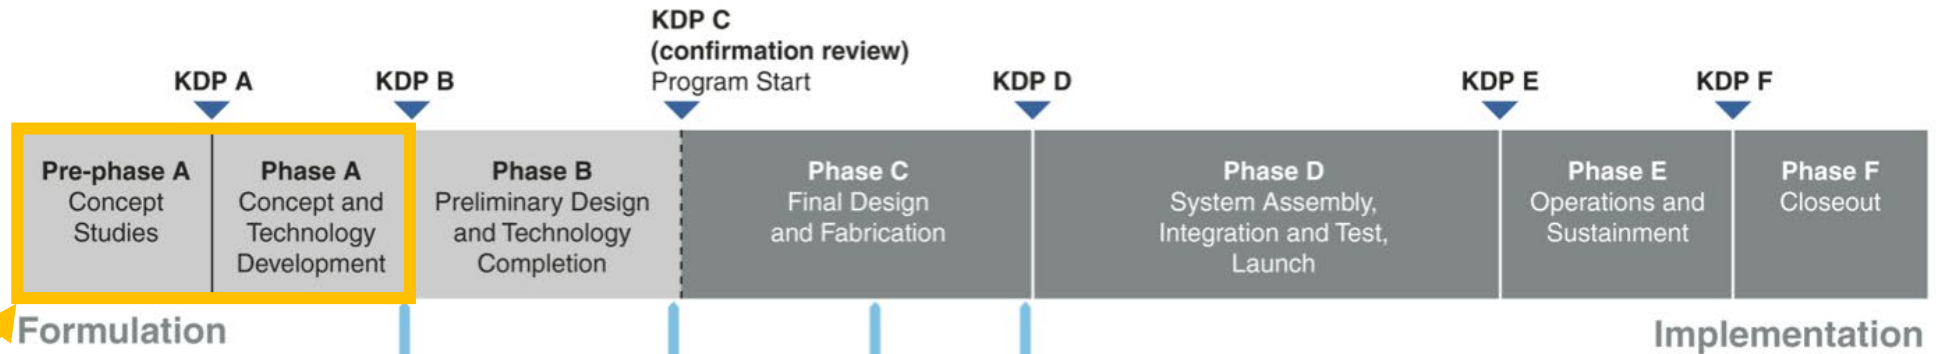 KDP A
KDP B
KDP C
(confirmation review)
Program Start
KDP D
KDP E
KDP F
Pre-phase A
Concept
Studies
Phase A
Concept and
Technology
Development
Phase B
Preliminary Design
and Technology
Completion
Phase C
Final Design
and Fabrication
Phase D
System Assembly,
Integration and Test,
Launch
Phase E
Operations and
Sustainment
Phase F
Closeout
Formulation
Implementation